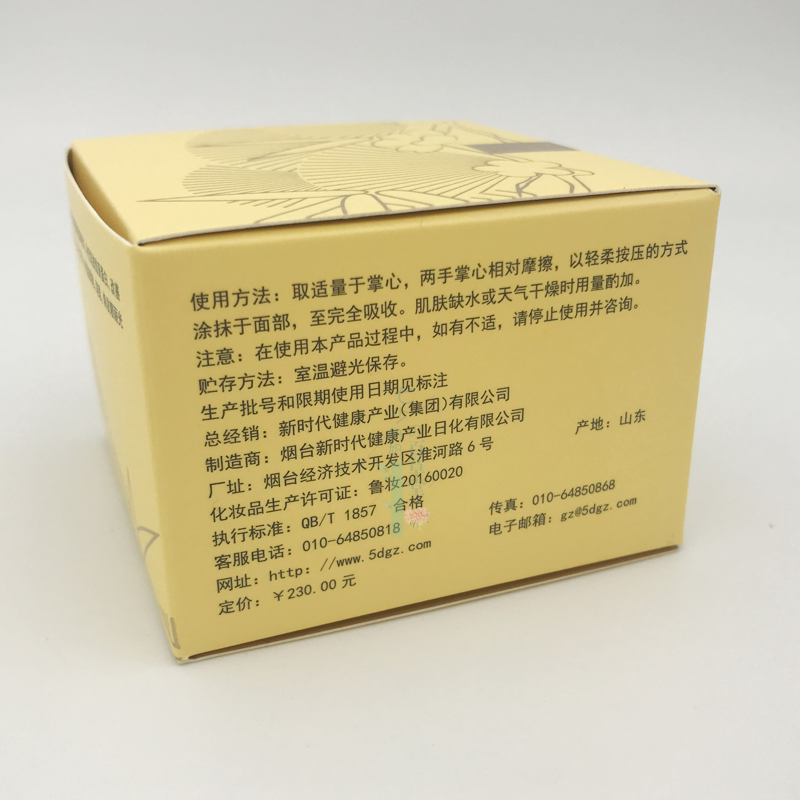 使用方法：取适量于掌心，两手掌心相对摩擦，以轻柔按压的方式
涂抹于面部，至完全吸收。肌肤缺水或天气干燥时用量酌加。
注意：在使用本产品过程中，如有不适，请停止使用并咨询。
贮存方法：室温避光保存。
生产批号和限期使用日期见标注
总经销：新时代健康产业(集团)有限公司
制造商：烟台新时代健康产业日化有限公司 产地：山东
厂址：烟台经济技术开发区淮河路6号
化妆品生产许可证：鲁妆20160020
执行标准：QB/T 1857 合格
客服电话：010-64850818 传真：010-64850868
网址：http：//www.5dgz.com 电子邮箱：gz@5dgz.com
定价：￥230.00元